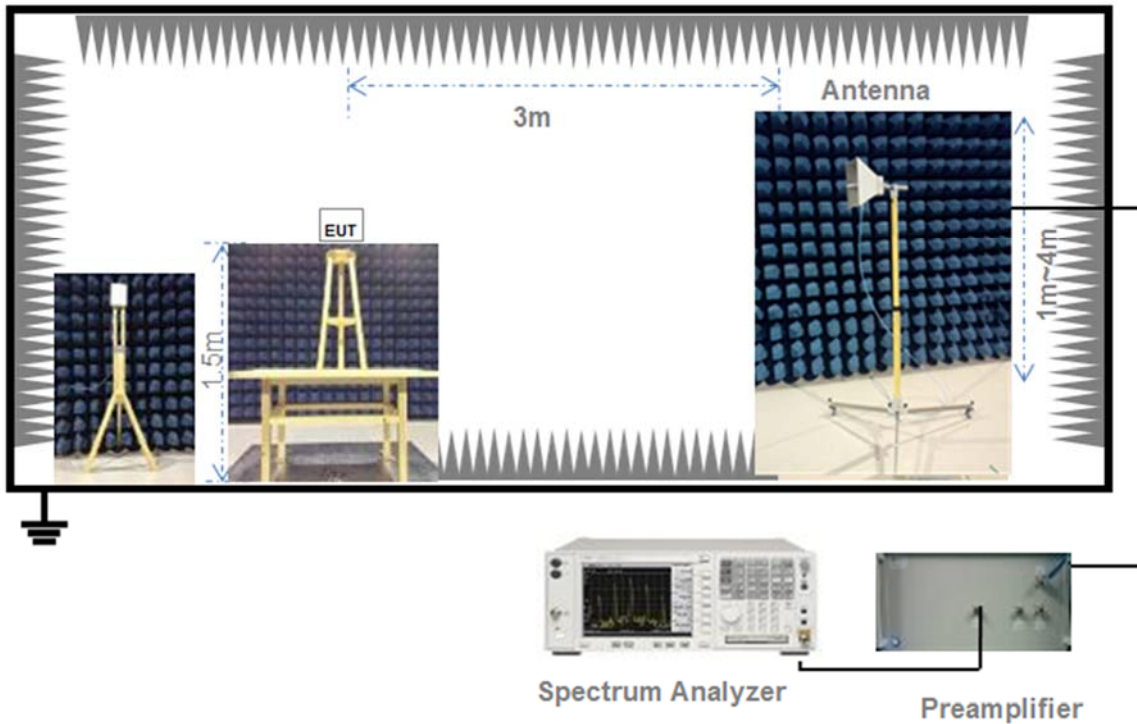 Antenna
3m
EUT
1.5m
1m~4m
Spectrum Analyzer
Preamplifier